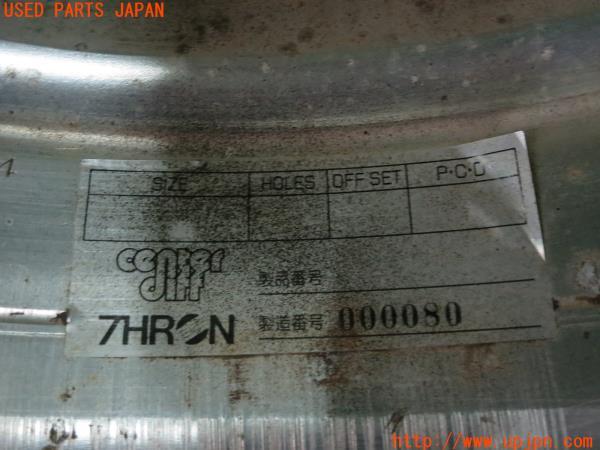 USED PARTS JAPAN
SIZE HOLES OFF SET P·C·D
center diff
製品番号
7HRON 製造番号 000080
http://www.upjpn.com